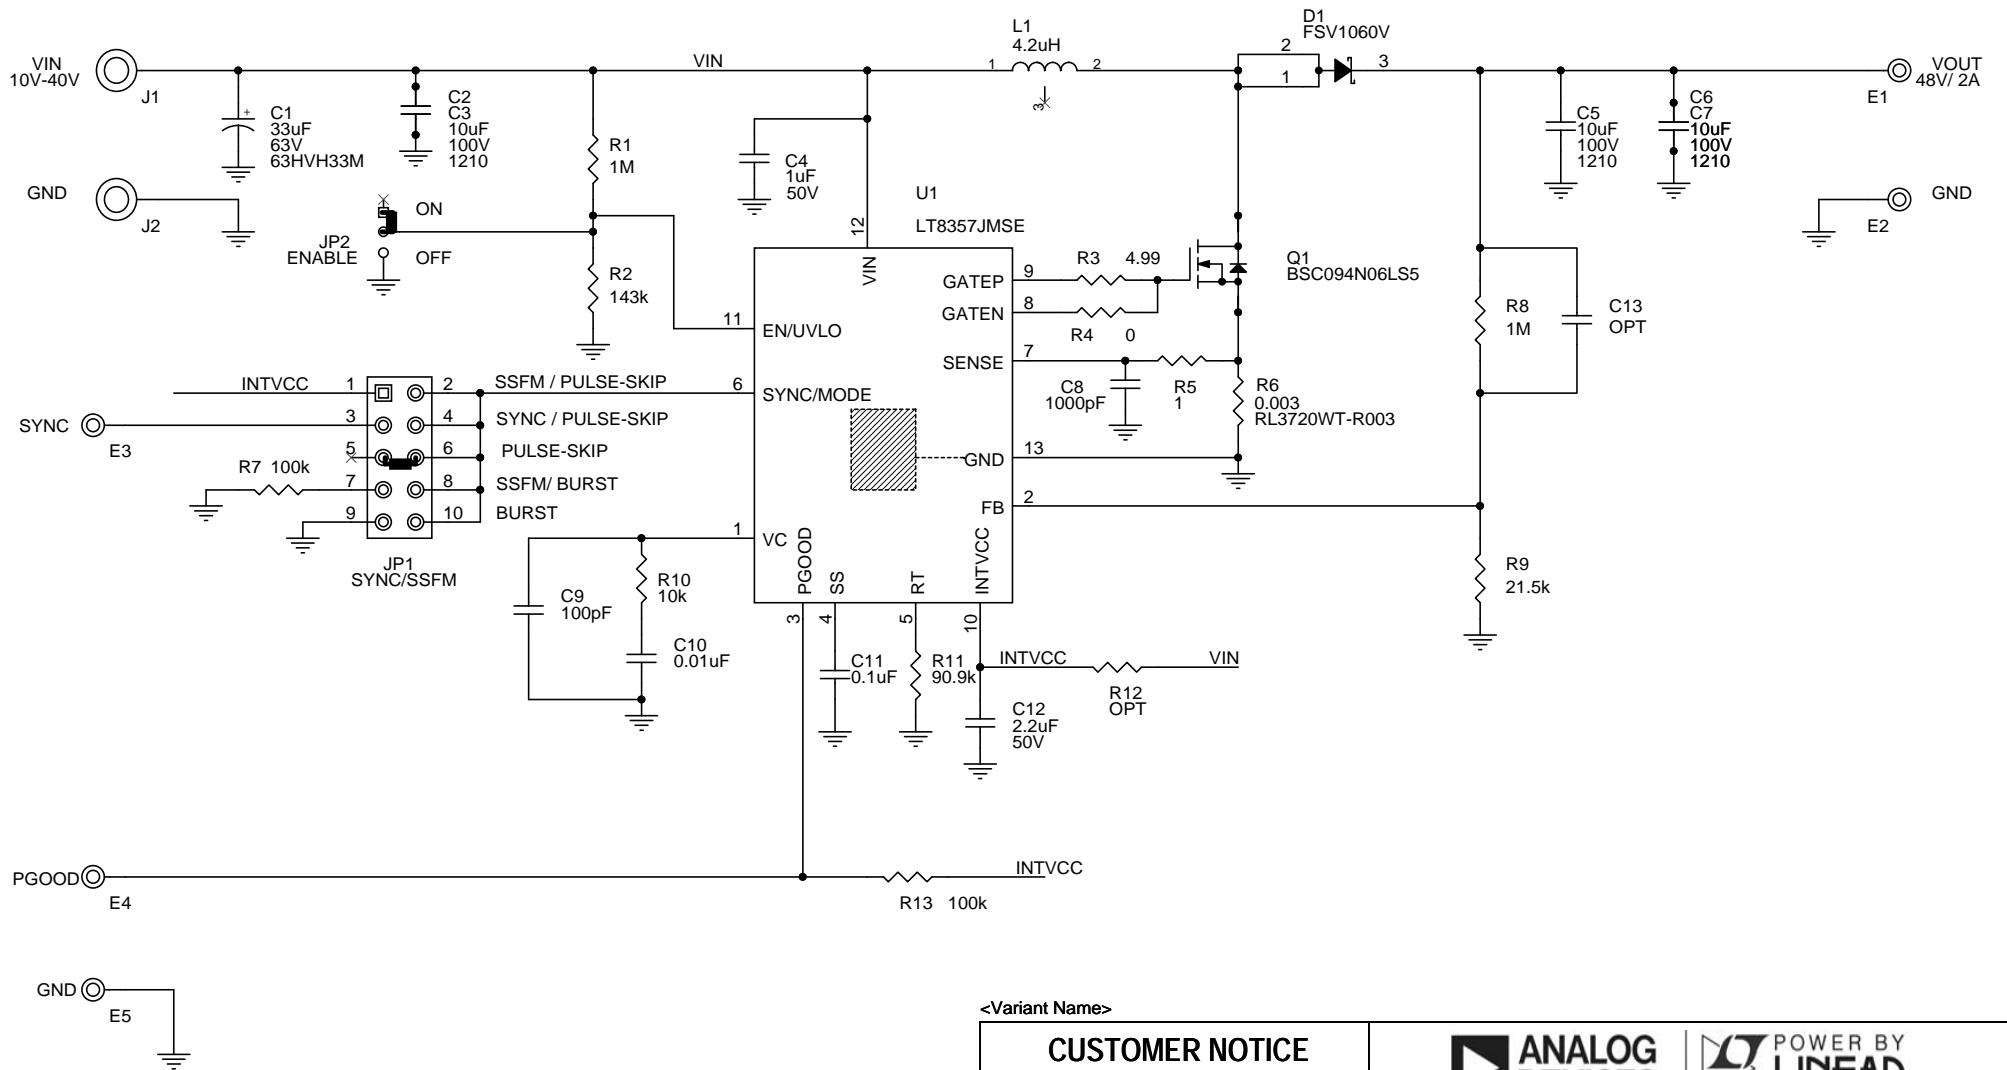 VIN
10V-40V
J1
C1
33uF
63V
63HVH33M
+
C2
C3
10uF
100V
1210
R1
1M
VIN
C4
1uF
50V
L1
4.2uH
1
2
3
D1
FSV1060V
2
1
3
C5
10uF
100V
1210
C6
C7
10uF
100V
1210
VOUT
48V/ 2A
E1
GND
J2
ON
OFF
JP2
ENABLE
R2
143k
U1
LT8357JMSE
12
VIN
GND
E2
GATEP
9
R3
4.99
GATEN
8
R4
0
Q1
BSC094N06LS5
R8
1M
C13
OPT
11
EN/UVLO
SENSE
7
C8
1000pF
R5
1
R6
0.003
RL3720WT-R003
INTVCC
1
2
SSFM / PULSE-SKIP
6
SYNC/MODE
SYNC
E3
3
4
SYNC / PULSE-SKIP
5
6
PULSE-SKIP
R7 100k
7
8
SSFM/ BURST
9
10
BURST
JP1
SYNC/SSFM
GND
13
FB
2
1
VC
PGOOD
SS
RT
INTVCC
3
4
5
10
C9
100pF
R10
10k
C10
0.01uF
C11
0.1uF
R11
90.9k
INTVCC
R12
OPT
VIN
C12
2.2uF
50V
R9
21.5k
PGOOD
E4
R13 100k
INTVCC
GND
E5
<Variant Name>
CUSTOMER NOTICE
ANALOG
POWER BY
LINEAR